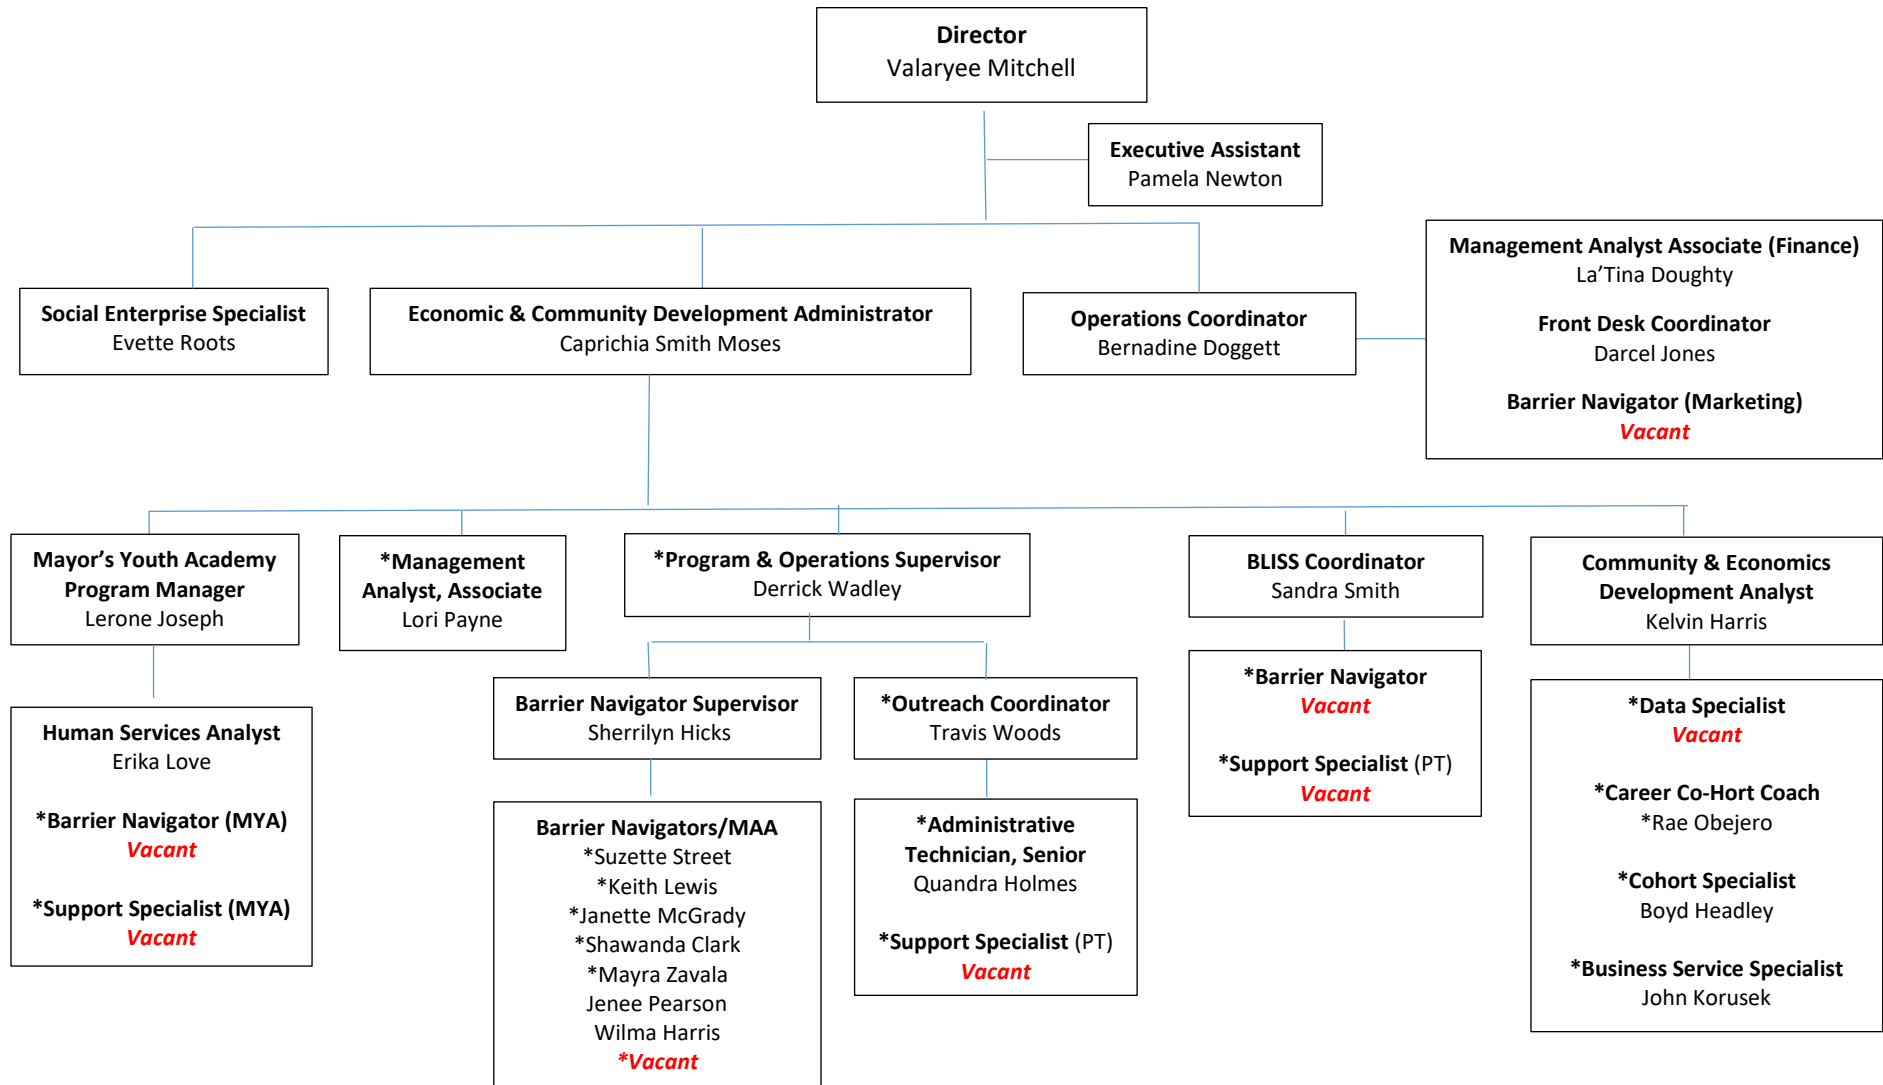 Director
Valaryee Mitchell
Executive Assistant
Pamela Newton
Social Enterprise Specialist
Evette Roots
Economic & Community Development Administrator
Caprichia Smith Moses
Operations Coordinator
Bernadine Doggett
Management Analyst Associate (Finance)
La’Tina Doughty
Front Desk Coordinator
Darcel Jones
Barrier Navigator (Marketing)
Vacant
Mayor’s Youth Academy
Program Manager
Lerone Joseph
*Management
Analyst, Associate
Lori Payne
*Program & Operations Supervisor
Derrick Wadley
BLISS Coordinator
Sandra Smith
Community & Economics
Development Analyst
Kelvin Harris
Human Services Analyst
Erika Love
*Barrier Navigator (MYA)
Vacant
*Support Specialist (MYA)
Vacant
Barrier Navigator Supervisor
Sherrilyn Hicks
*Outreach Coordinator
Travis Woods
Barrier Navigators/MAA
*Suzette Street
*Keith Lewis
*Janette McGrady
*Shawanda Clark
*Mayra Zavala
Jenee Pearson
Wilma Harris
*Vacant
*Administrative
Technician, Senior
Quandra Holmes
*Support Specialist (PT)
Vacant
*Barrier Navigator
Vacant
*Support Specialist (PT)
Vacant
*Data Specialist
Vacant
*Career Co-Hort Coach
*Rae Obejero
*Cohort Specialist
Boyd Headley
*Business Service Specialist
John Korusek